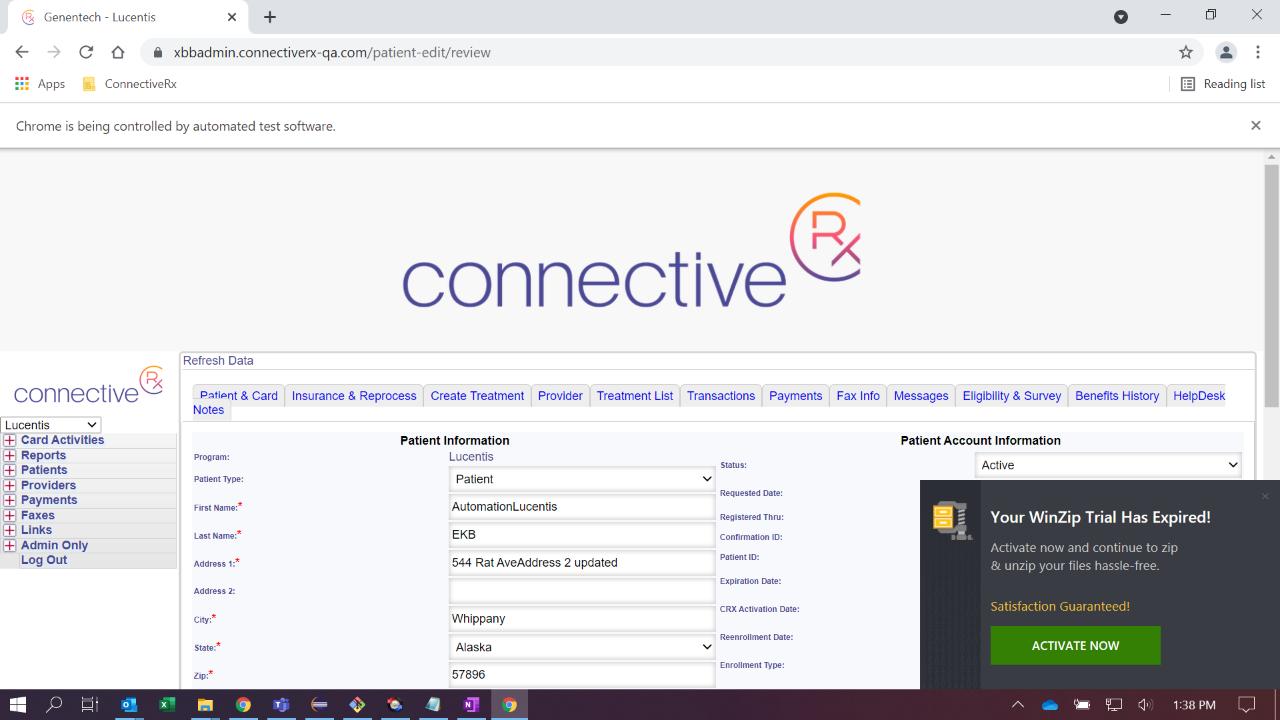 Genentech - Lucentis
xbbadmin.connectiverx-qa.com/patient-edit/review
Apps
ConnectiveRx
Reading list
Chrome is being controlled by automated test software.
connective Rx
connective Rx
Lucentis
Card Activities
Reports
Patients
Providers
Payments
Faxes
Links
Admin Only
Log Out
Refresh Data
Patient & Card Insurance & Reprocess Create Treatment Provider Treatment List Transactions Payments Fax Info Messages Eligibility & Survey Benefits History HelpDesk
Notes
Patient Information
Program: Lucentis
Patient Type: Patient
First Name:* AutomationLucentis
Last Name:* EKB
Address 1:* 544 Rat AveAddress 2 updated
Address 2:
City:* Whippany
State:* Alaska
Zip:* 57896
Patient Account Information
Status: Active
Requested Date:
Registered Thru:
Confirmation ID:
Patient ID:
Expiration Date:
CRX Activation Date:
Reenrollment Date:
Enrollment Type:
Your WinZip Trial Has Expired!
Activate now and continue to zip
& unzip your files hassle-free.
Satisfaction Guaranteed!
ACTIVATE NOW
1:38 PM